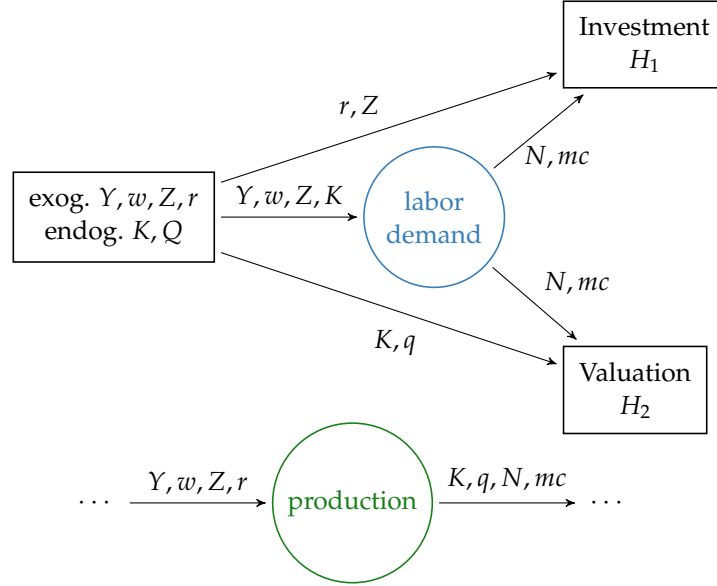 Investment
H₁
r, Z
N, mc
exog. Y, w, Z, r
endog. K, Q
Y, w, Z, K
labor
demand
N, mc
K, q
Valuation
H₂
· · ·
Y, w, Z, r
production
K, q, N, mc
· · ·